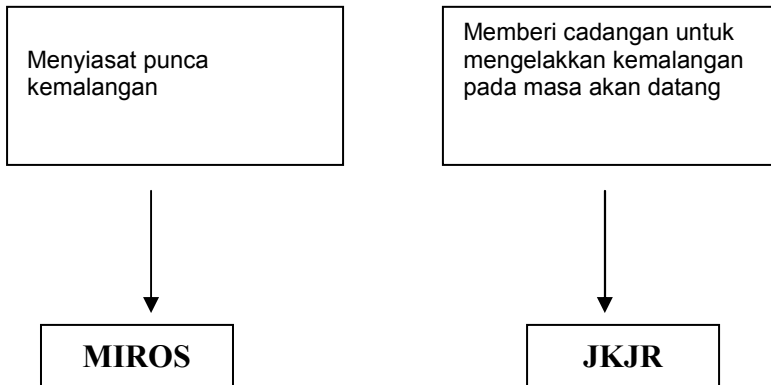 Menyiasat punca
kemalangan
Memberi cadangan untuk
mengelakkan kemalangan
pada masa akan datang
MIROS
JKJR